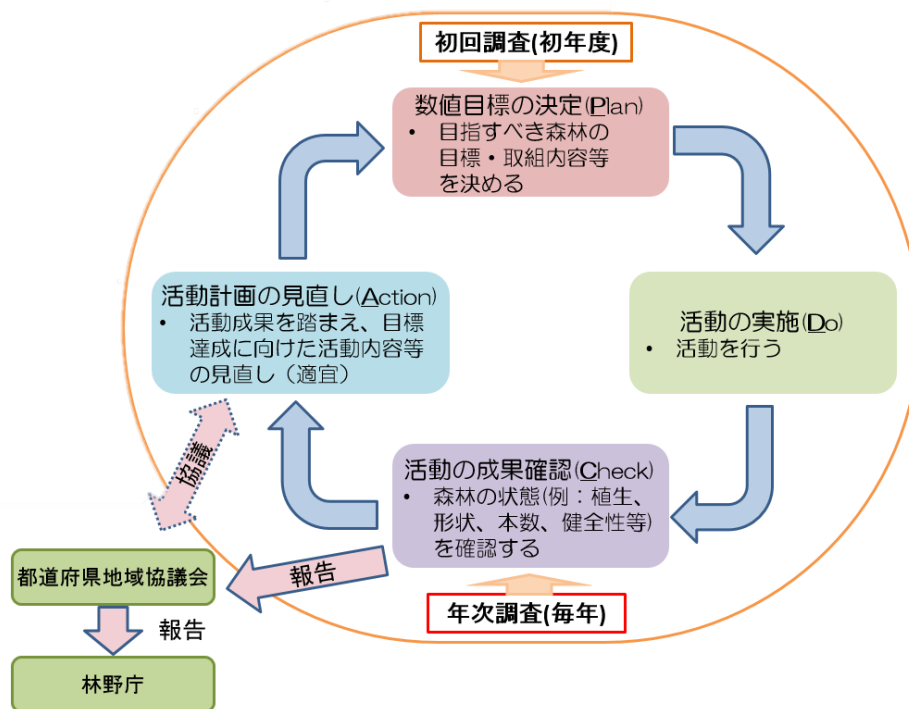 初回調査(初年度)
数値目標の決定(Plan)
• 目指すべき森林の
目標・取組内容等
を決める
活動の実施(Do)
• 活動を行う
活動の成果確認(Check)
• 森林の状態(例：植生、
形状、本数、健全性等)
を確認する
年次調査(毎年)
活動計画の見直し(Action)
• 活動成果を踏まえ、目標
達成に向けた活動内容等
の見直し（適宜）
協議
報告
都道府県地域協議会
報告
林野庁